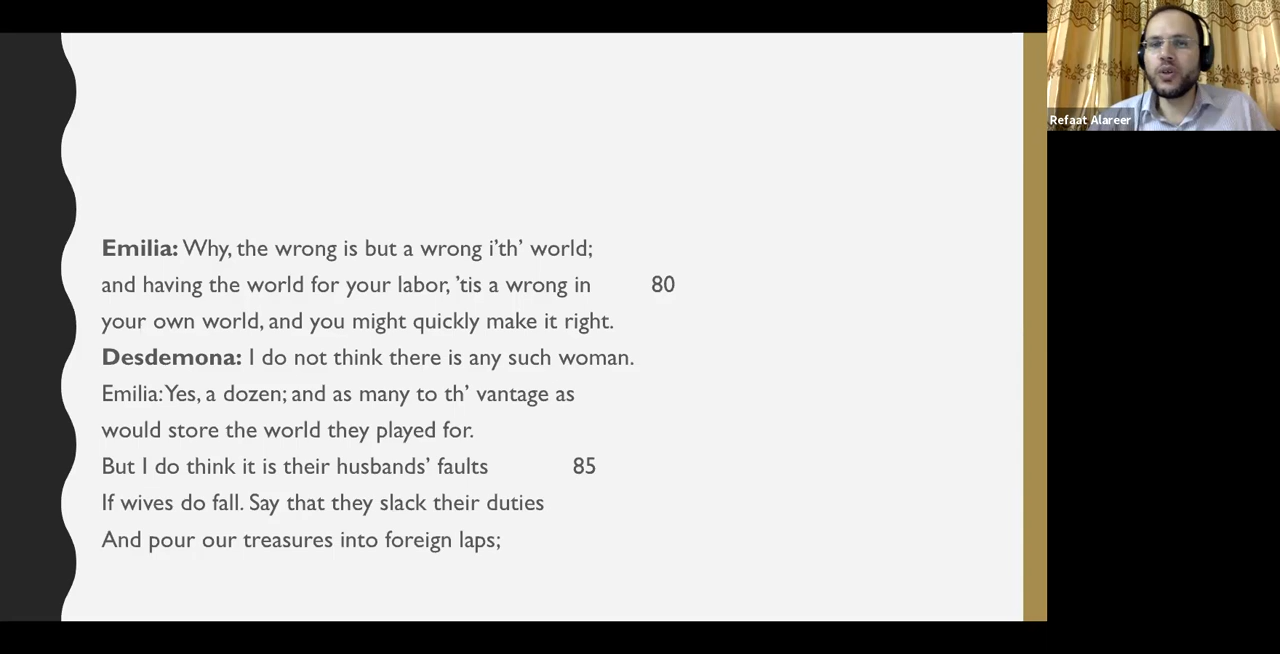 Refaat Alareer
Emilia: Why, the wrong is but a wrong i’th’ world;
and having the world for your labor, ’tis a wrong in 80
your own world, and you might quickly make it right.
Desdemona: I do not think there is any such woman.
Emilia: Yes, a dozen; and as many to th’ vantage as
would store the world they played for.
But I do think it is their husbands’ faults 85
If wives do fall. Say that they slack their duties
And pour our treasures into foreign laps;